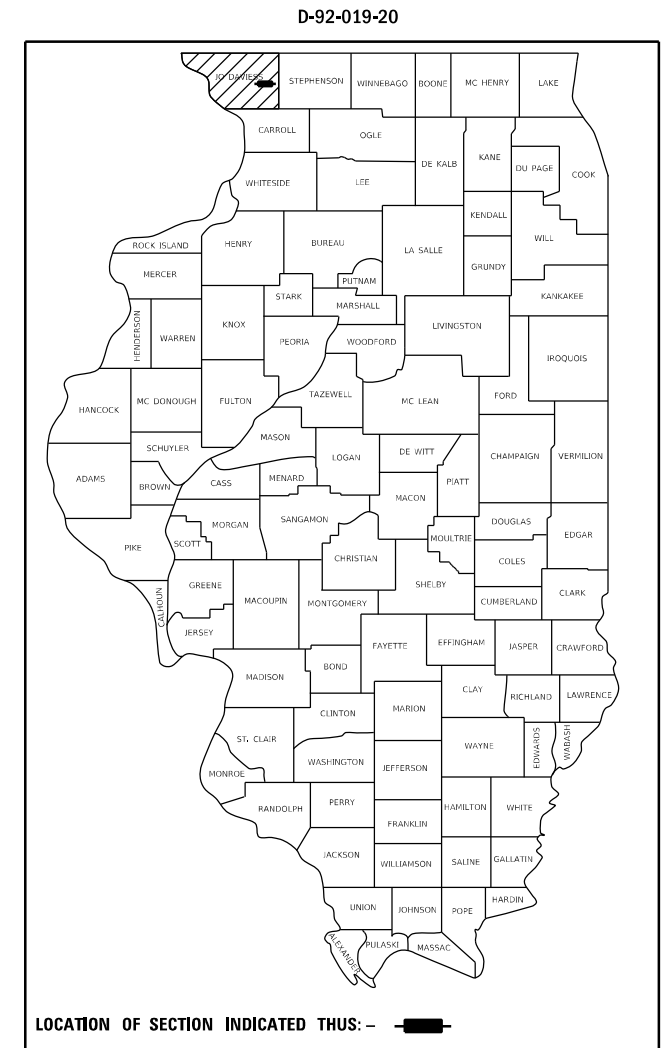 D-92-019-20
JO DAVIESS
STEPHENSON
WINNEBAGO
BOONE
MC HENRY
LAKE
CARROLL
OGLE
DE KALB
KANE
DU PAGE
COOK
WHITESIDE
LEE
KENDALL
ROCK ISLAND
HENRY
BUREAU
LA SALLE
WILL
GRUNDY
MERCER
PUTNAM
STARK
MARSHALL
KANKAKEE
HENDERSON
WARREN
KNOX
PEORIA
WOODFORD
LIVINGSTON
IROQUOIS
HANCOCK
MC DONOUGH
FULTON
TAZEWELL
MC LEAN
FORD
MASON
SCHUYLER
LOGAN
DE WITT
CHAMPAIGN
VERMILION
ADAMS
BROWN
CASS
MENARD
PIATT
MACON
MORGAN
SANGAMON
DOUGLAS
EDGAR
PIKE
SCOTT
CHRISTIAN
MOULTRIE
COLES
GREENE
SHELBY
CALHOUN
MACOUPIN
MONTGOMERY
CUMBERLAND
CLARK
JERSEY
FAYETTE
EFFINGHAM
JASPER
CRAWFORD
MADISON
BOND
CLAY
RICHLAND
LAWRENCE
CLINTON
MARION
ST. CLAIR
WAYNE
EDWARDS
WABASH
MONROE
WASHINGTON
JEFFERSON
RANDOLPH
PERRY
HAMILTON
WHITE
FRANKLIN
JACKSON
WILLIAMSON
SALINE
GALLATIN
UNION
JOHNSON
POPE
HARDIN
ALEXANDER
PULASKI
MASSAC
LOCATION OF SECTION INDICATED THUS: –